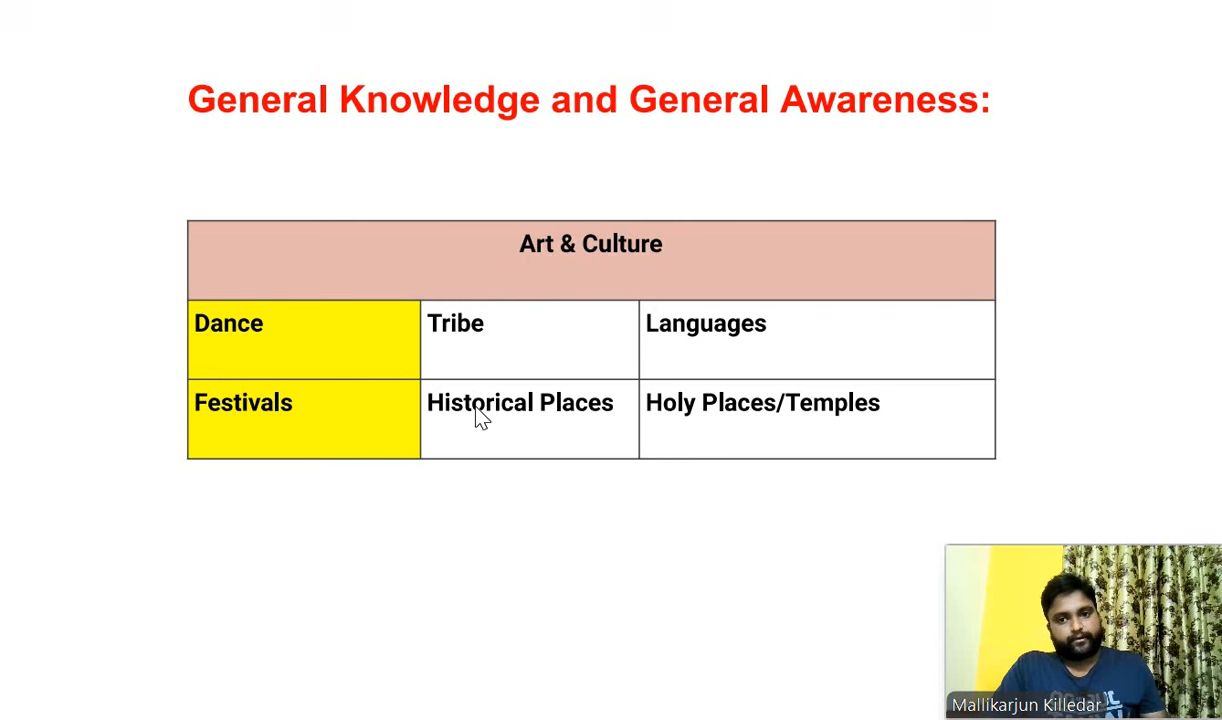 General Knowledge and General Awareness:
Art & Culture
Dance
Tribe
Languages
Festivals
Historical Places
Holy Places/Temples
Mallikarjun Killedar